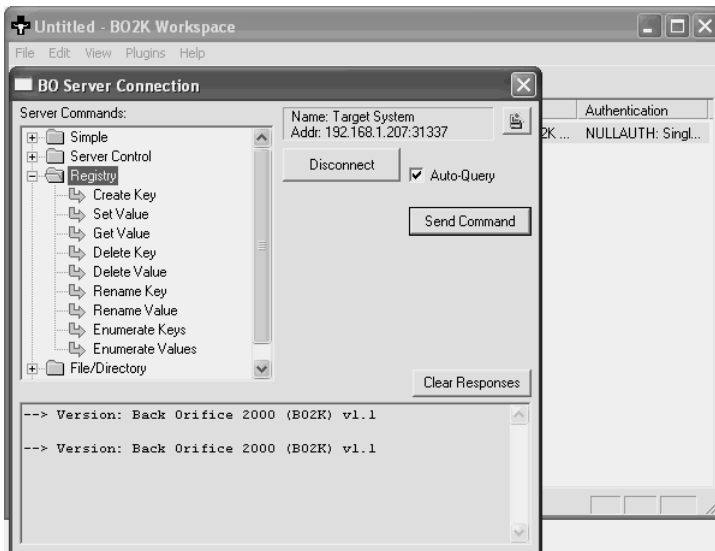 Untitled - BO2K Workspace
File Edit View Plugins Help
BO Server Connection
Server Commands:
Simple
Server Control
Registry
Create Key
Set Value
Get Value
Delete Key
Delete Value
Rename Key
Rename Value
Enumerate Keys
Enumerate Values
File/Directory
Name: Target System
Addr: 192.168.1.207:31337
Disconnect
Auto-Query
Send Command
Clear Responses
--> Version: Back Orifice 2000 (BO2K) v1.1
--> Version: Back Orifice 2000 (BO2K) v1.1
Authentication
2K ... NULLAUTH: Singl...